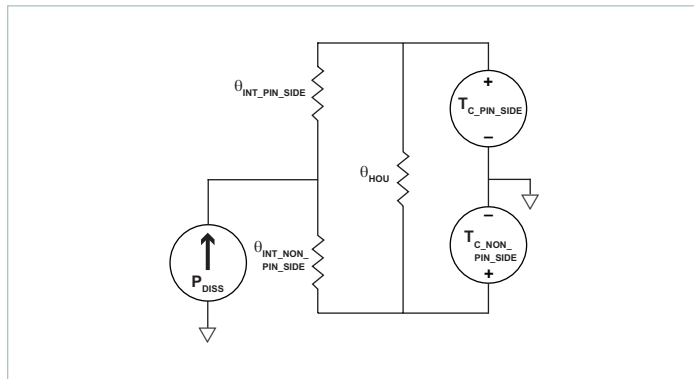 θINT_PIN_SIDE
+
TC_PIN_SIDE
−
θHOU
−
TC_NON_
PIN_SIDE
+
θINT_NON_
PIN_SIDE
PDISS